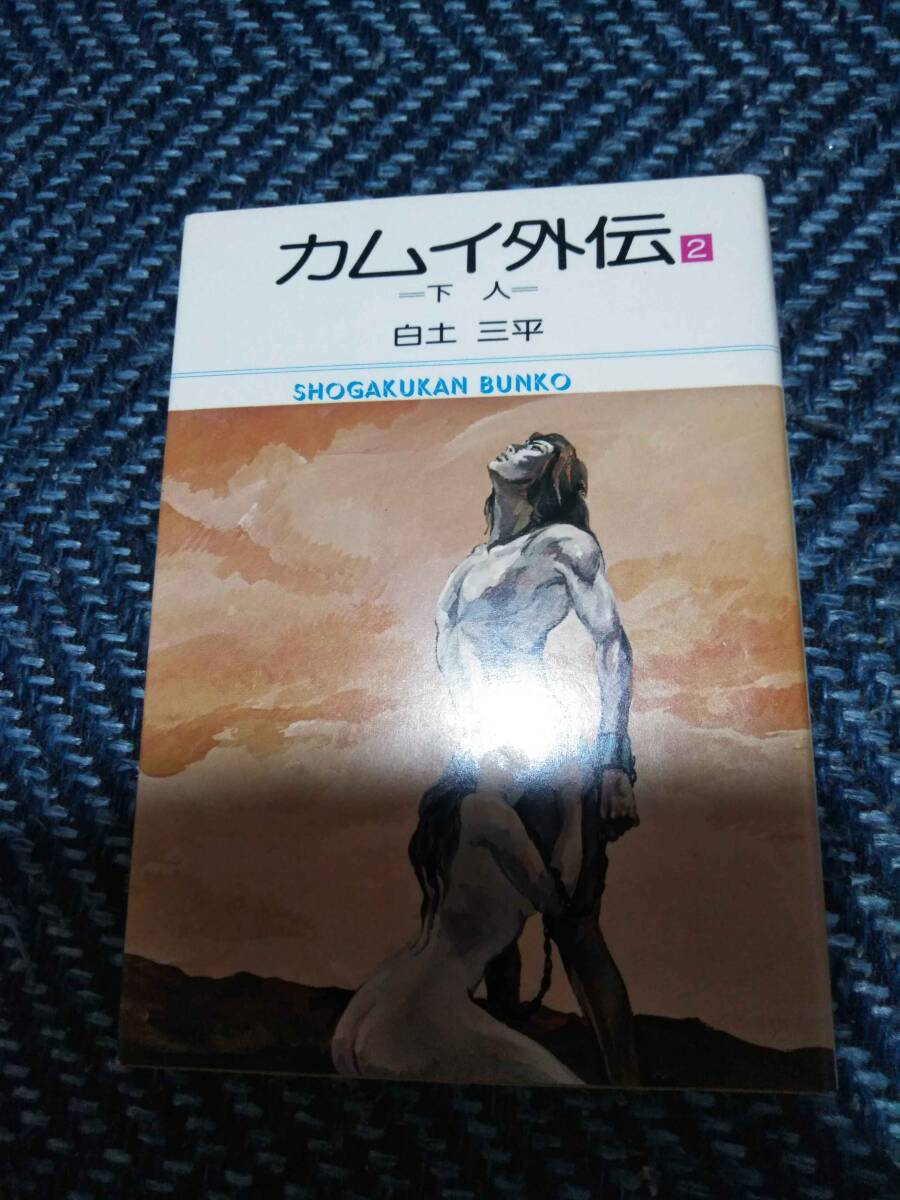 カムイ外伝 2
=下 人=
白土 三平
SHOGAKUKAN BUNKO